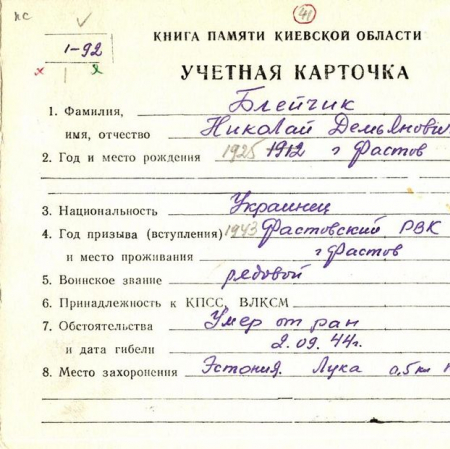 пс
41
1-92
КНИГА ПАМЯТИ КИЕВСКОЙ ОБЛАСТИ
УЧЕТНАЯ КАРТОЧКА
1. Фамилия, Блейчик
имя, отчество Николай Демьянович
2. Год и место рождения 1925 1912 г Фастов
3. Национальность Украинец
4. Год призыва (вступления) 1943 Фастовский РВК
и место проживания г Фастов
5. Воинское звание рядовой
6. Принадлежность к КПСС, ВЛКСМ
7. Обстоятельства Умер от ран
и дата гибели 2.09.44г.
8. Место захоронения Эстония. Лука 0,5 км